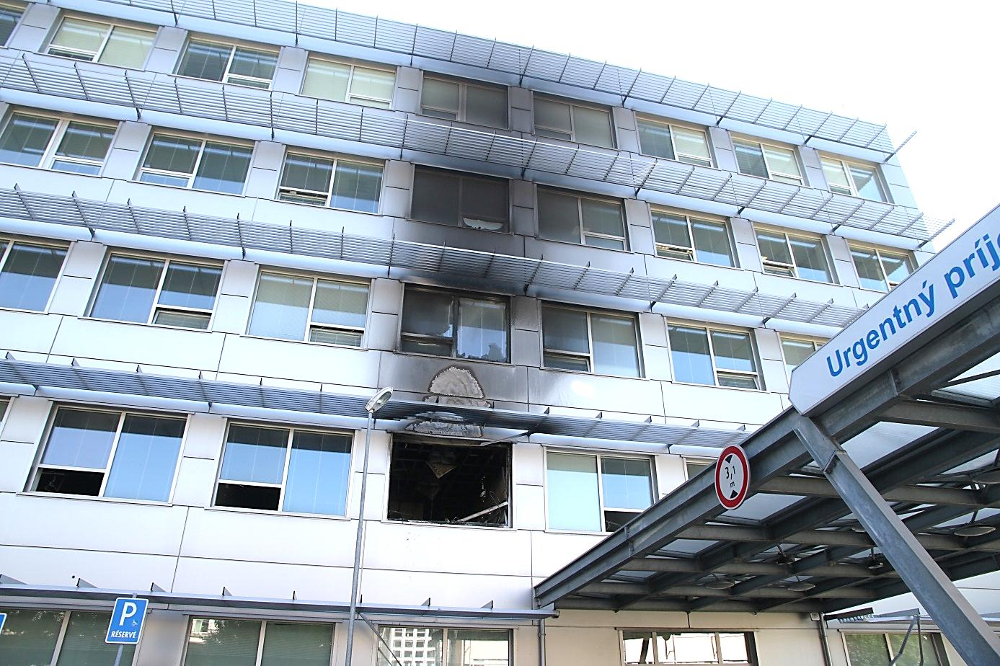 Urgentný príj
3,1
m
P
RÉSERVÉ